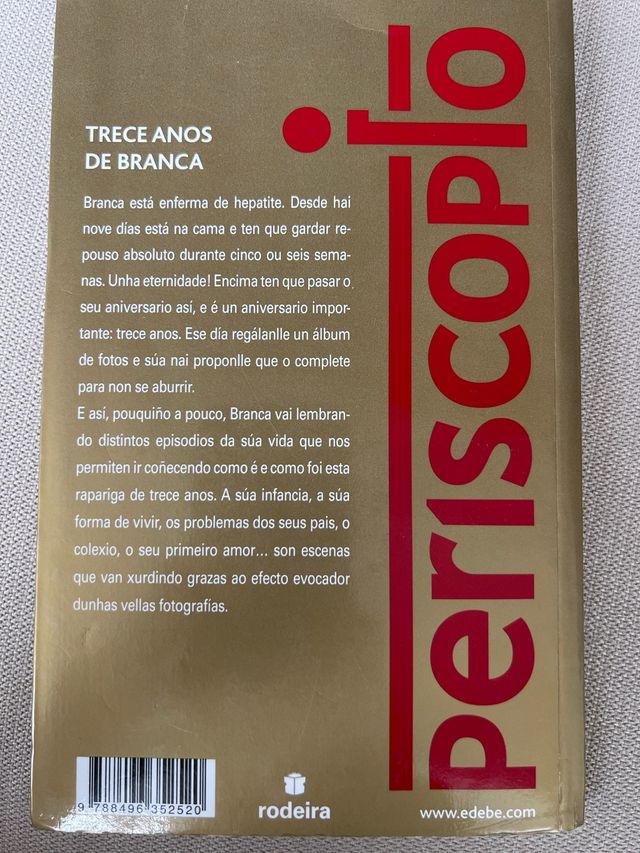 TRECE ANOS
DE BRANCA
Branca está enferma de hepatite. Desde hai
nove días está na cama e ten que gardar re-
pouso absoluto durante cinco ou seis sema-
nas. Unha eternidade! Encima ten que pasar o
seu aniversario así, e é un aniversario impor-
tante: trece anos. Ese día regálanlle un álbum
de fotos e súa nai proponlle que o complete
para non se aburrir.
E así, pouquiño a pouco, Branca vai lembran-
do distintos episodios da súa vida que nos
permiten ir coñecendo como é e como foi esta
rapariga de trece anos. A súa infancia, a súa
forma de vivir, os problemas dos seus pais, o
colexio, o seu primeiro amor... son escenas
que van xurdindo grazas ao efecto evocador
dunhas vellas fotografías.
periscopio
9 788496 352520
rodeira
www.edebe.com